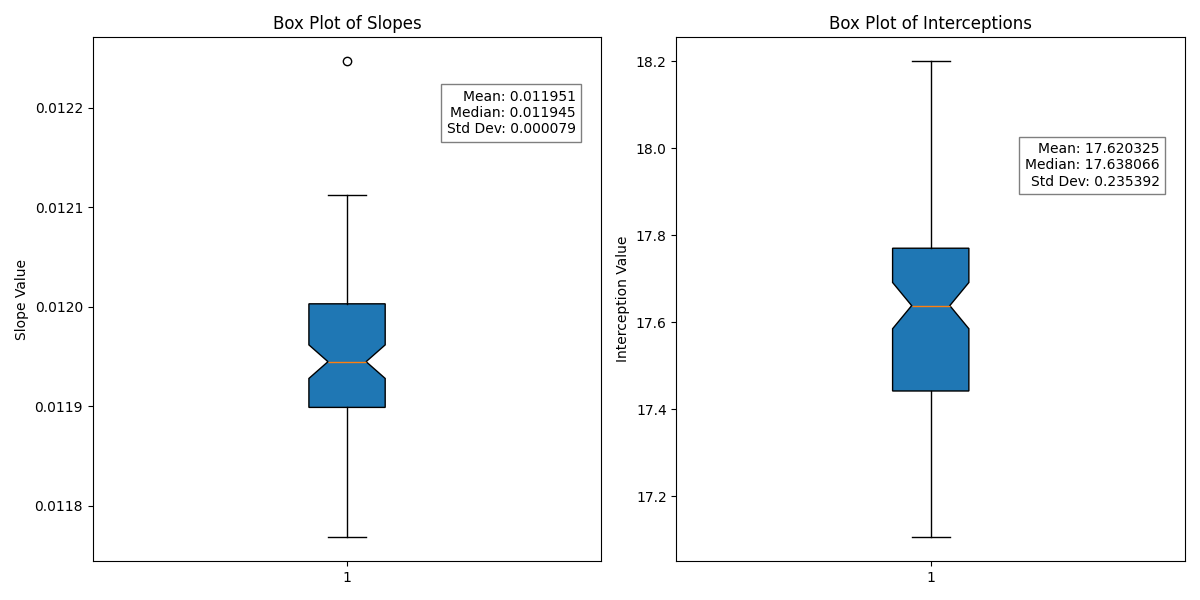 Box Plot of Slopes
Slope Value
0.0122
0.0121
0.0120
0.0119
0.0118
Mean: 0.011951
Median: 0.011945
Std Dev: 0.000079
1
Box Plot of Interceptions
Interception Value
18.2
18.0
17.8
17.6
17.4
17.2
Mean: 17.620325
Median: 17.638066
Std Dev: 0.235392
1